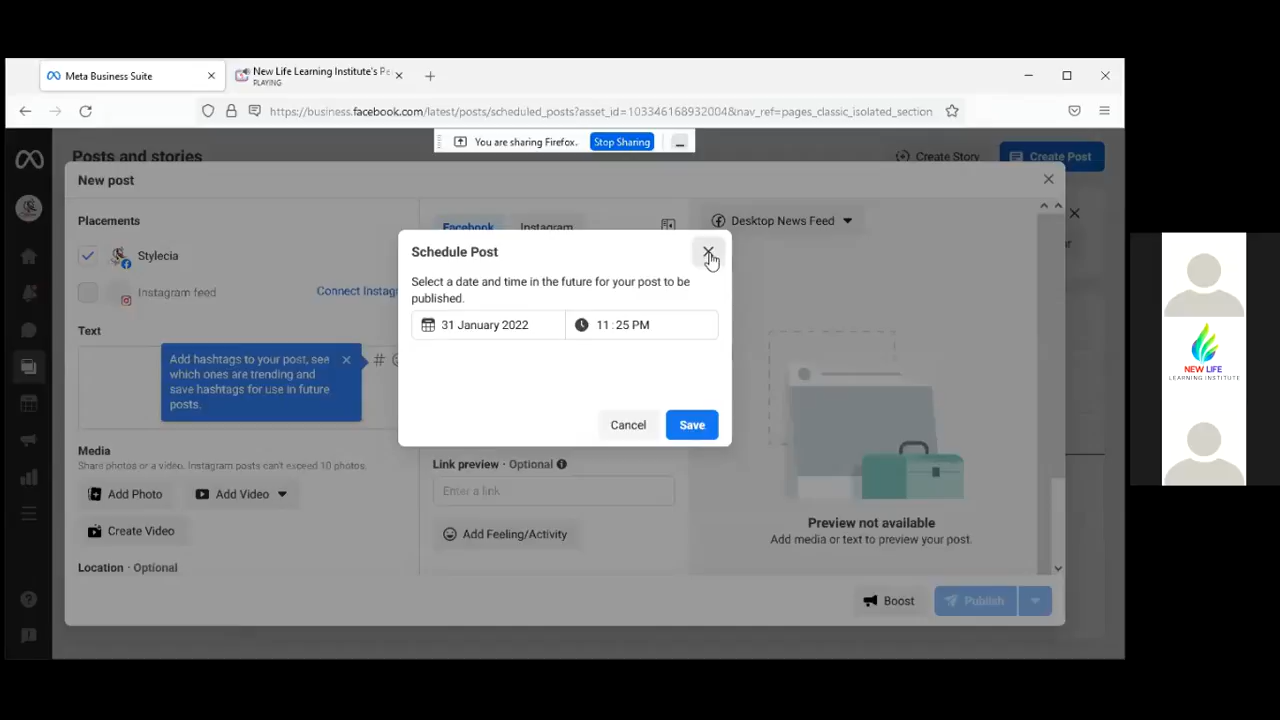 Meta Business Suite
New Life Learning Institute's Pe
PLAYING
https://business.facebook.com/latest/posts/scheduled_posts?asset_id=103346168932004&nav_ref=pages_classic_isolated_section
You are sharing Firefox.
Stop Sharing
Posts and stories
Create Story
Create Post
New post
Placements
Facebook
Instagram
Desktop News Feed
Stylecia
Instagram feed
Connect Instag
Schedule Post
Select a date and time in the future for your post to be
published.
31 January 2022
11:25 PM
Cancel
Save
Text
Add hashtags to your post, see
which ones are trending and
save hashtags for use in future
posts.
#
Media
Share photos or a video. Instagram posts can't exceed 10 photos.
Add Photo
Add Video
Create Video
Location · Optional
Link preview · Optional
Enter a link
Add Feeling/Activity
Preview not available
Add media or text to preview your post.
Boost
Publish
NEW LIFE
LEARNING INSTITUTE